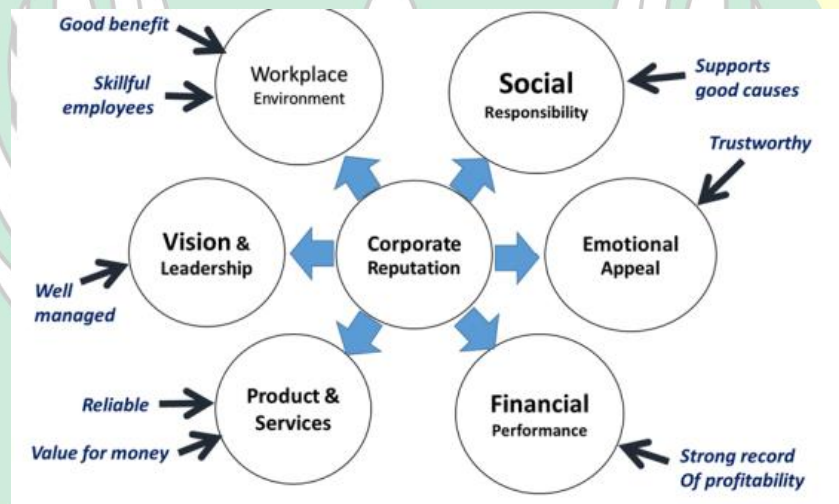 Good benefit
Skillful
employees
Workplace
Environment
Social
Responsibility
Supports
good causes
Trustworthy
Vision &
Leadership
Corporate
Reputation
Emotional
Appeal
Well
managed
Reliable
Value for money
Product &
Services
Financial
Performance
Strong record
Of profitability